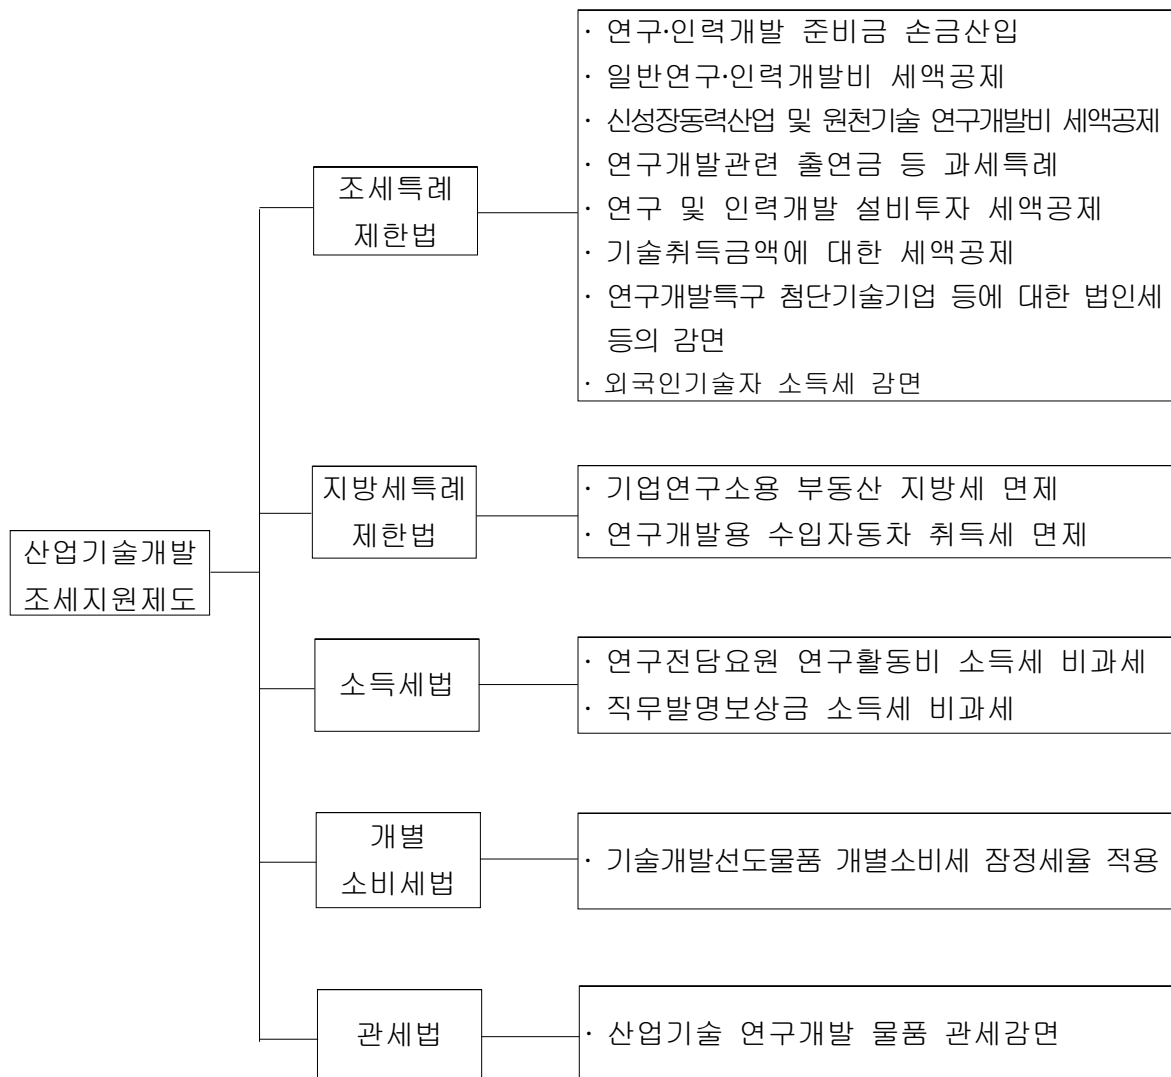 산업기술개발
조세지원제도
조세특례
제한법
· 연구·인력개발 준비금 손금산입
· 일반연구·인력개발비 세액공제
· 신성장동력산업 및 원천기술 연구개발비 세액공제
· 연구개발관련 출연금 등 과세특례
· 연구 및 인력개발 설비투자 세액공제
· 기술취득금액에 대한 세액공제
· 연구개발특구 첨단기술기업 등에 대한 법인세
등의 감면
· 외국인기술자 소득세 감면
지방세특례
제한법
· 기업연구소용 부동산 지방세 면제
· 연구개발용 수입자동차 취득세 면제
소득세법
· 연구전담요원 연구활동비 소득세 비과세
· 직무발명보상금 소득세 비과세
개별
소비세법
· 기술개발선도물품 개별소비세 잠정세율 적용
관세법
· 산업기술 연구개발 물품 관세감면